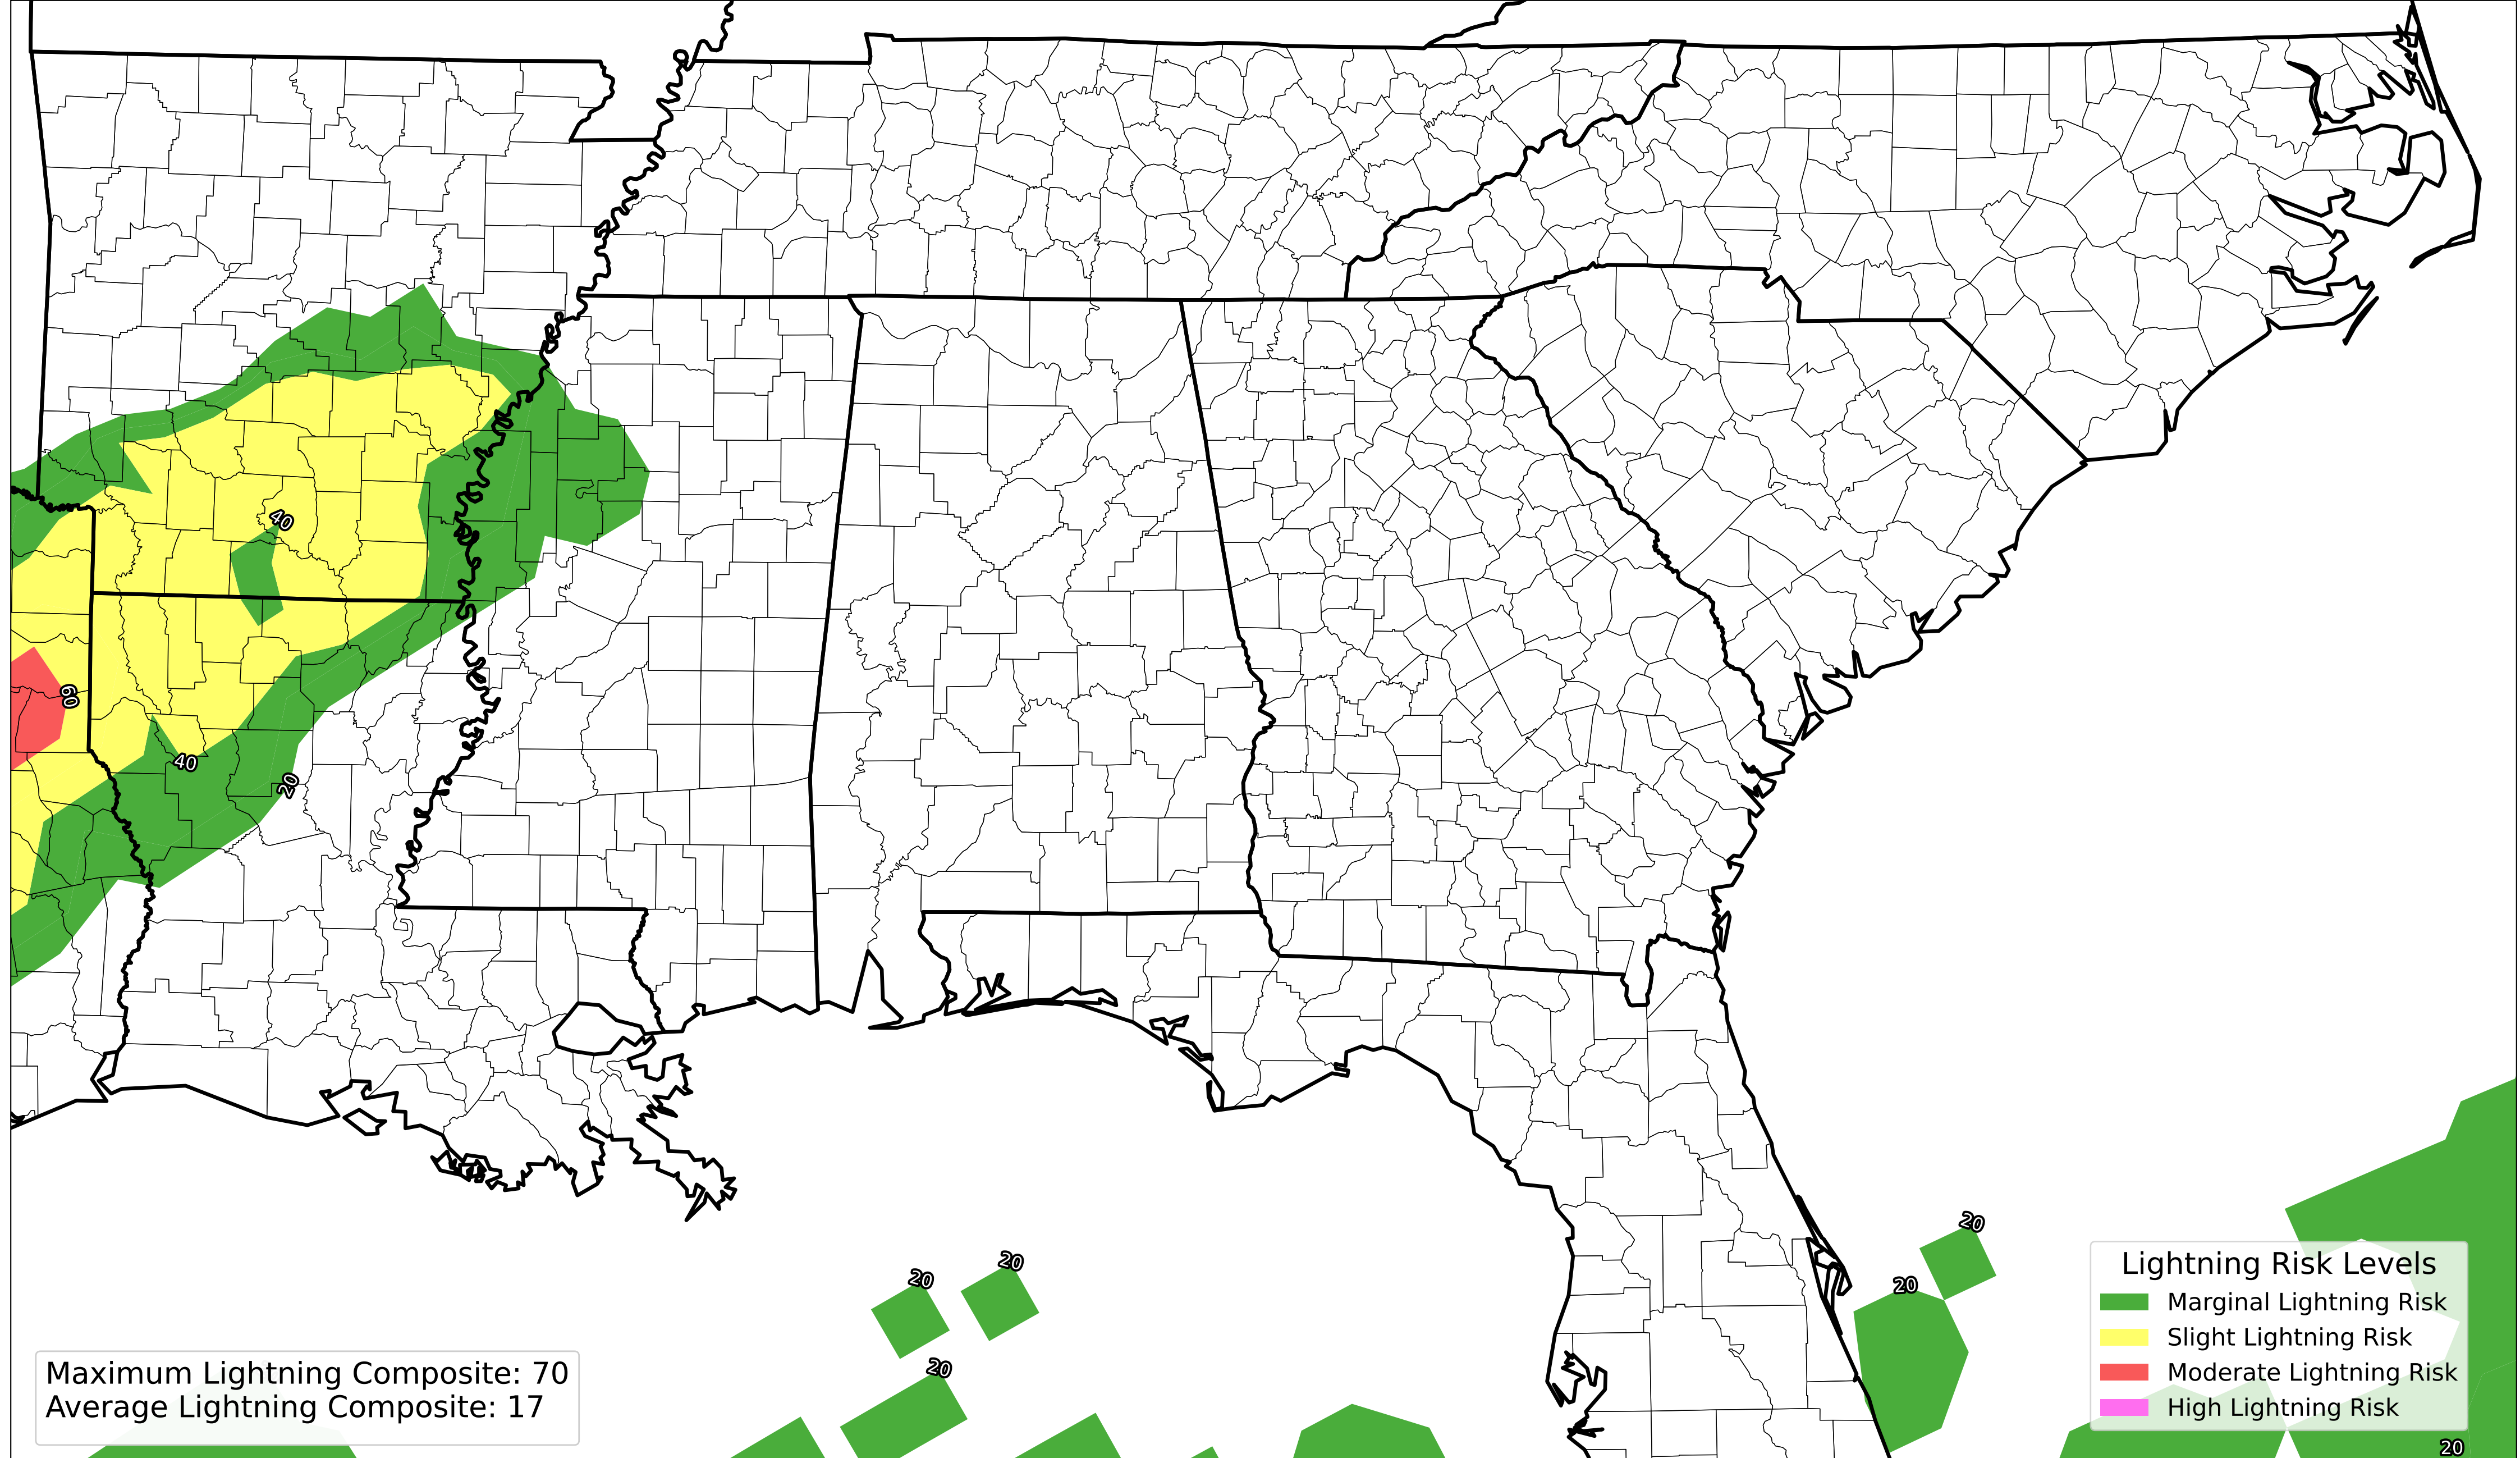 40
60
40
20
20
20
20
20
20
Lightning Risk Levels
Marginal Lightning Risk
Slight Lightning Risk
Moderate Lightning Risk
High Lightning Risk
Maximum Lightning Composite: 70
Average Lightning Composite: 17
20